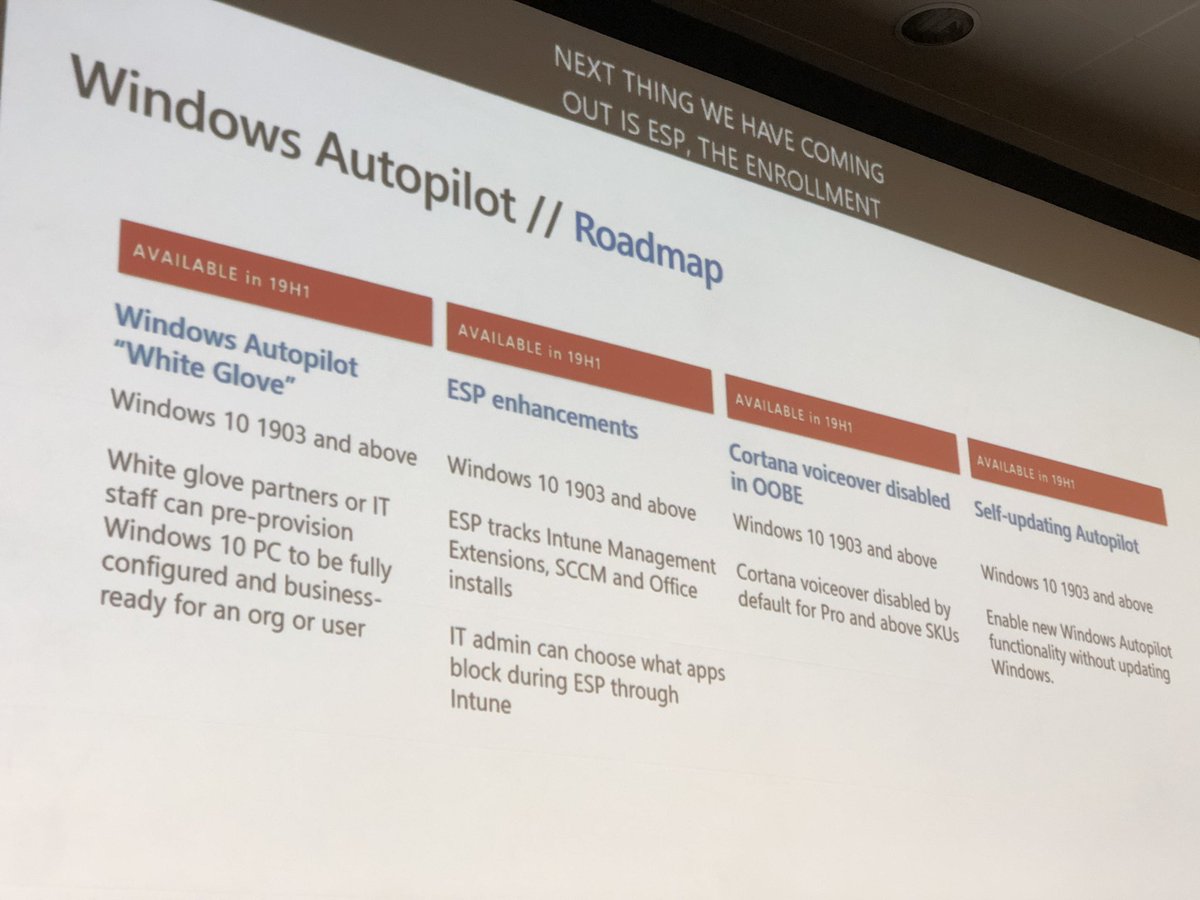 NEXT THING WE HAVE COMING
OUT IS ESP, THE ENROLLMENT
Windows Autopilot // Roadmap
AVAILABLE in 19H1
Windows Autopilot
“White Glove”
Windows 10 1903 and above
White glove partners or IT
staff can pre-provision
Windows 10 PC to be fully
configured and business-
ready for an org or user
AVAILABLE in 19H1
ESP enhancements
Windows 10 1903 and above
ESP tracks Intune Management
Extensions, SCCM and Office
installs
IT admin can choose what apps
block during ESP through
Intune
AVAILABLE in 19H1
Cortana voiceover disabled
in OOBE
Windows 10 1903 and above
Cortana voiceover disabled by
default for Pro and above SKUs
AVAILABLE in 19H1
Self-updating Autopilot
Windows 10 1903 and above
Enable new Windows Autopilot
functionality without updating
Windows.